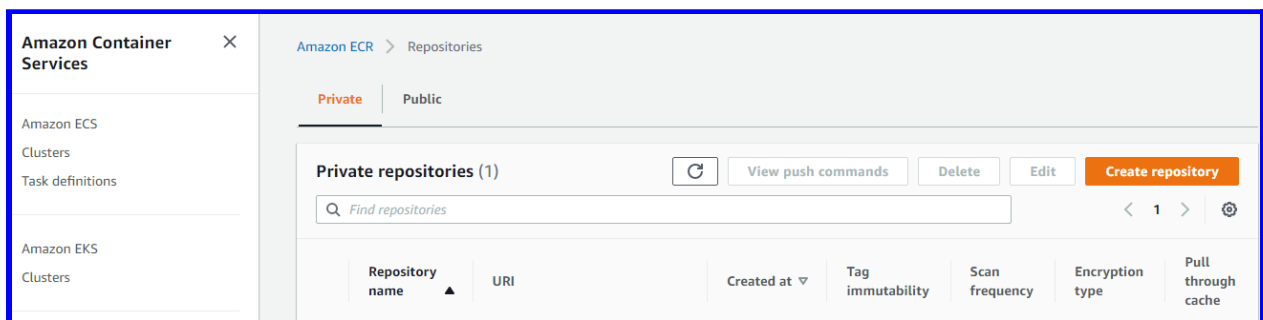 Amazon Container
Services
Amazon ECS
Clusters
Task definitions
Amazon EKS
Clusters
Amazon ECR > Repositories
Private
Public
Private repositories (1)
View push commands
Delete
Edit
Create repository
Find repositories
1
Repository
name
URI
Created at
Tag
immutability
Scan
frequency
Encryption
type
Pull
through
cache